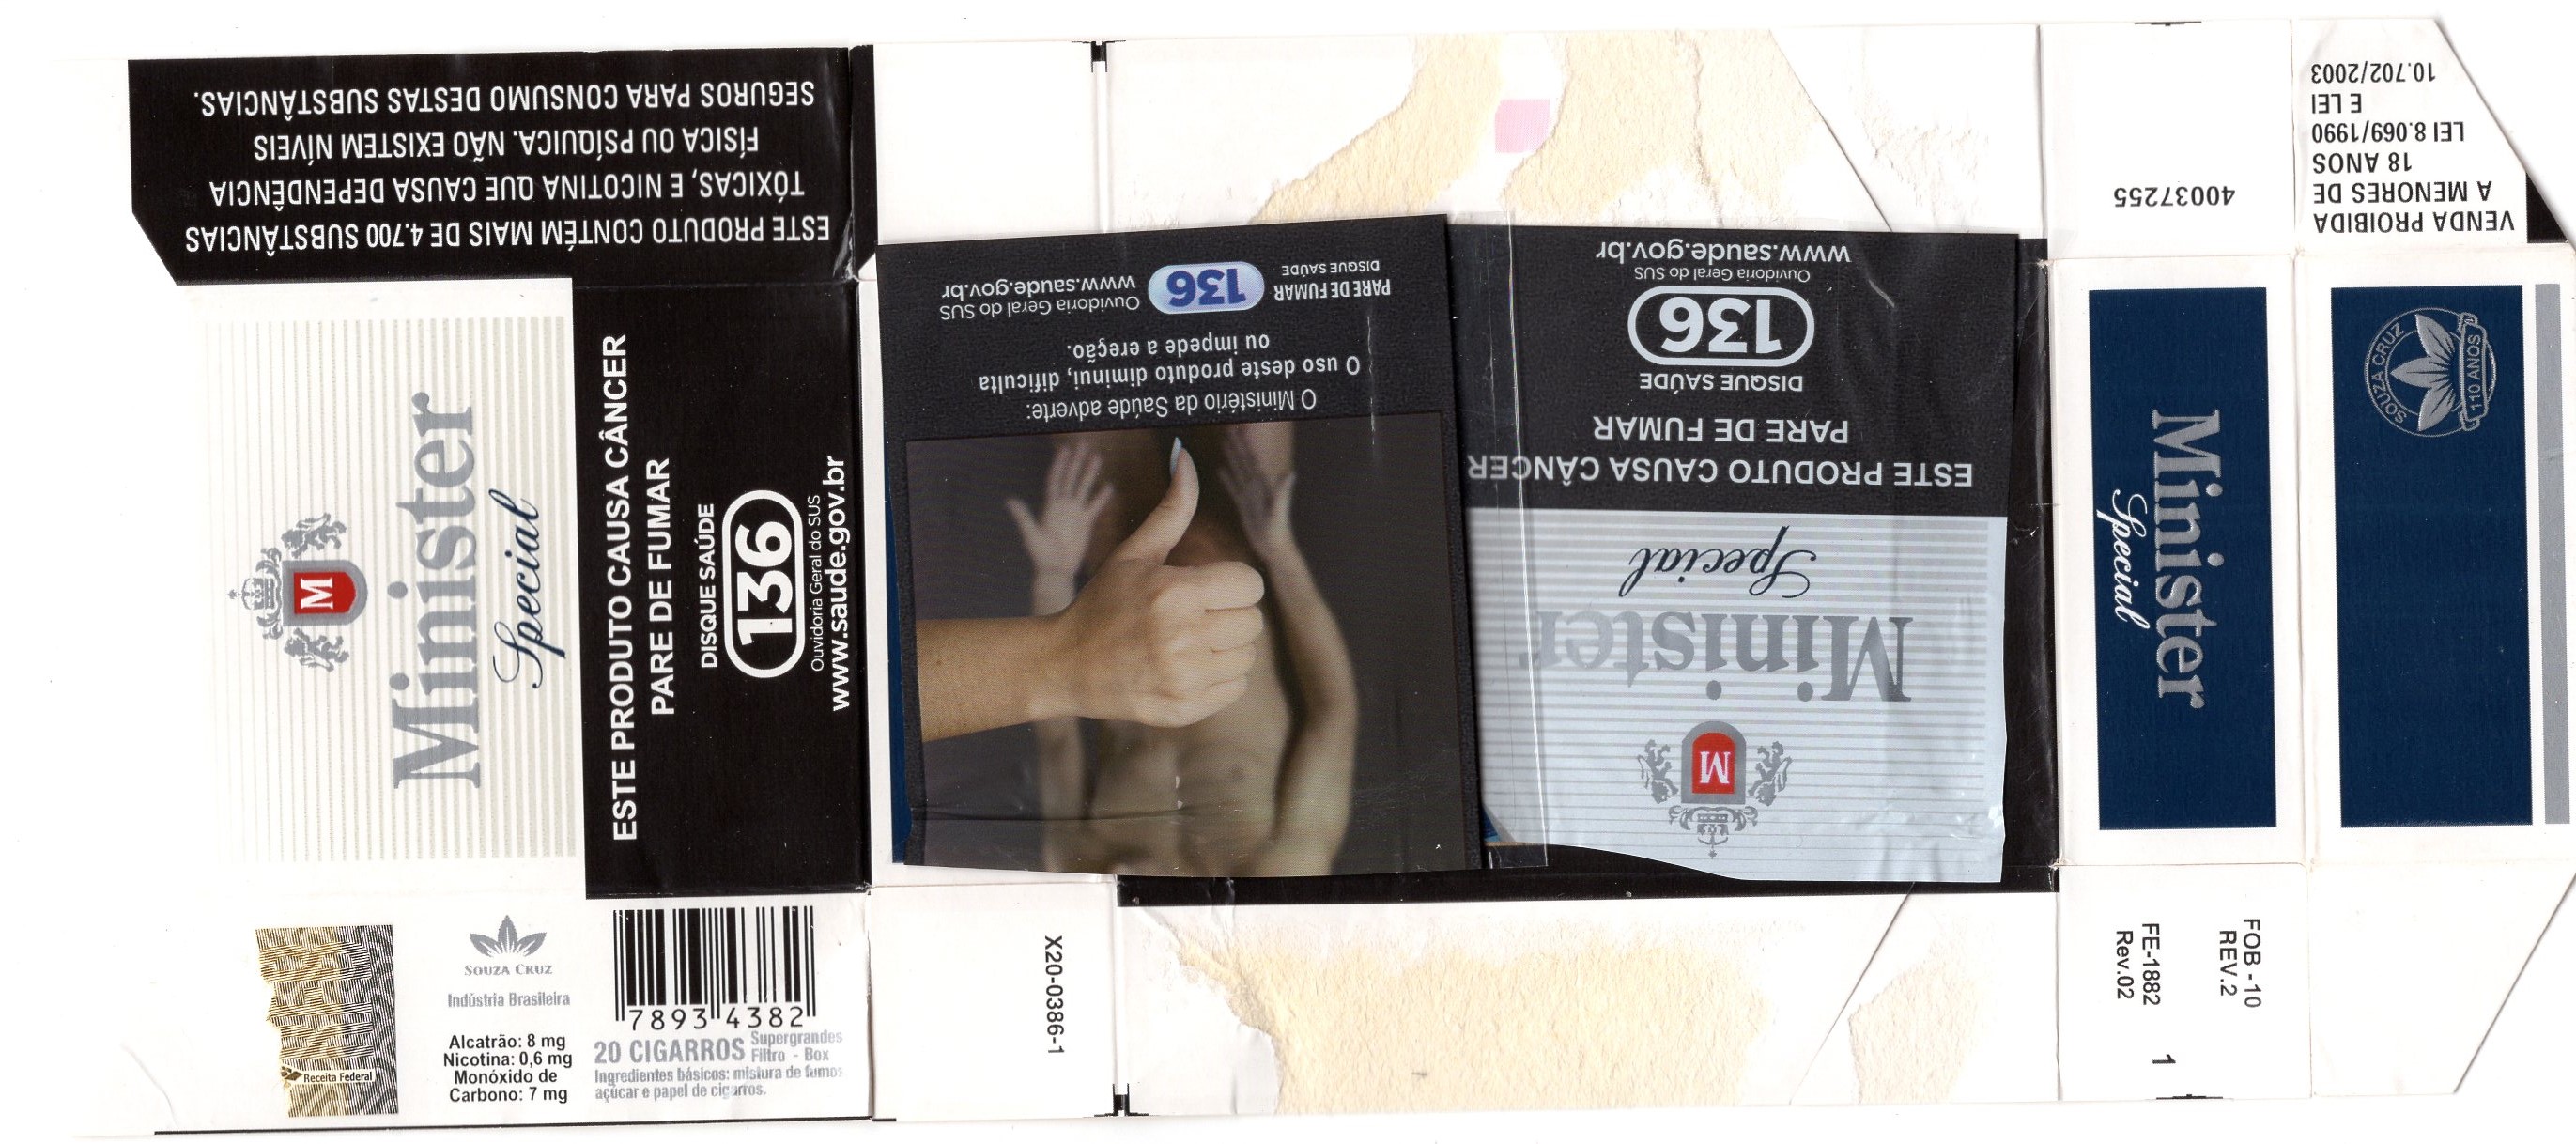 ESTE PRODUTO CONTÉM MAIS DE 4.700 SUBSTÂNCIAS
TÓXICAS, E NICOTINA QUE CAUSA DEPENDÊNCIA
FÍSICA OU PSÍQUICA. NÃO EXISTEM NÍVEIS
SEGUROS PARA CONSUMO DESTAS SUBSTÂNCIAS.
M
Minister
Special
ESTE PRODUTO CAUSA CÂNCER
PARE DE FUMAR
DISQUE SAÚDE
136
Ouvidoria Geral do SUS
www.saude.gov.br
Receita Federal
SOUZA CRUZ
Indústria Brasileira
Alcatrão: 8 mg
Nicotina: 0,6 mg
Monóxido de
Carbono: 7 mg
7893 4382
20 CIGARROS
Supergrandes
Filtro - Box
Ingredientes básicos: mistura de fumos
açúcar e papel de cigarros.
X20-0386-1
O Ministério da Saúde adverte:
O uso deste produto diminui, dificulta
ou impede a ereção.
PARE DE FUMAR
DISQUE SAÚDE
136
Ouvidoria Geral do SUS
www.saude.gov.br
M
Minister
Special
ESTE PRODUTO CAUSA CÂNCER
PARE DE FUMAR
DISQUE SAÚDE
136
Ouvidoria Geral do SUS
www.saude.gov.br
40037255
Minister
Special
FOB - 10
REV.2
FE-1882
Rev.02
1
VENDA PROIBIDA
A MENORES DE
18 ANOS
LEI 8.069/1990
E LEI
10.702/2003
SOUZA CRUZ
110 ANOS